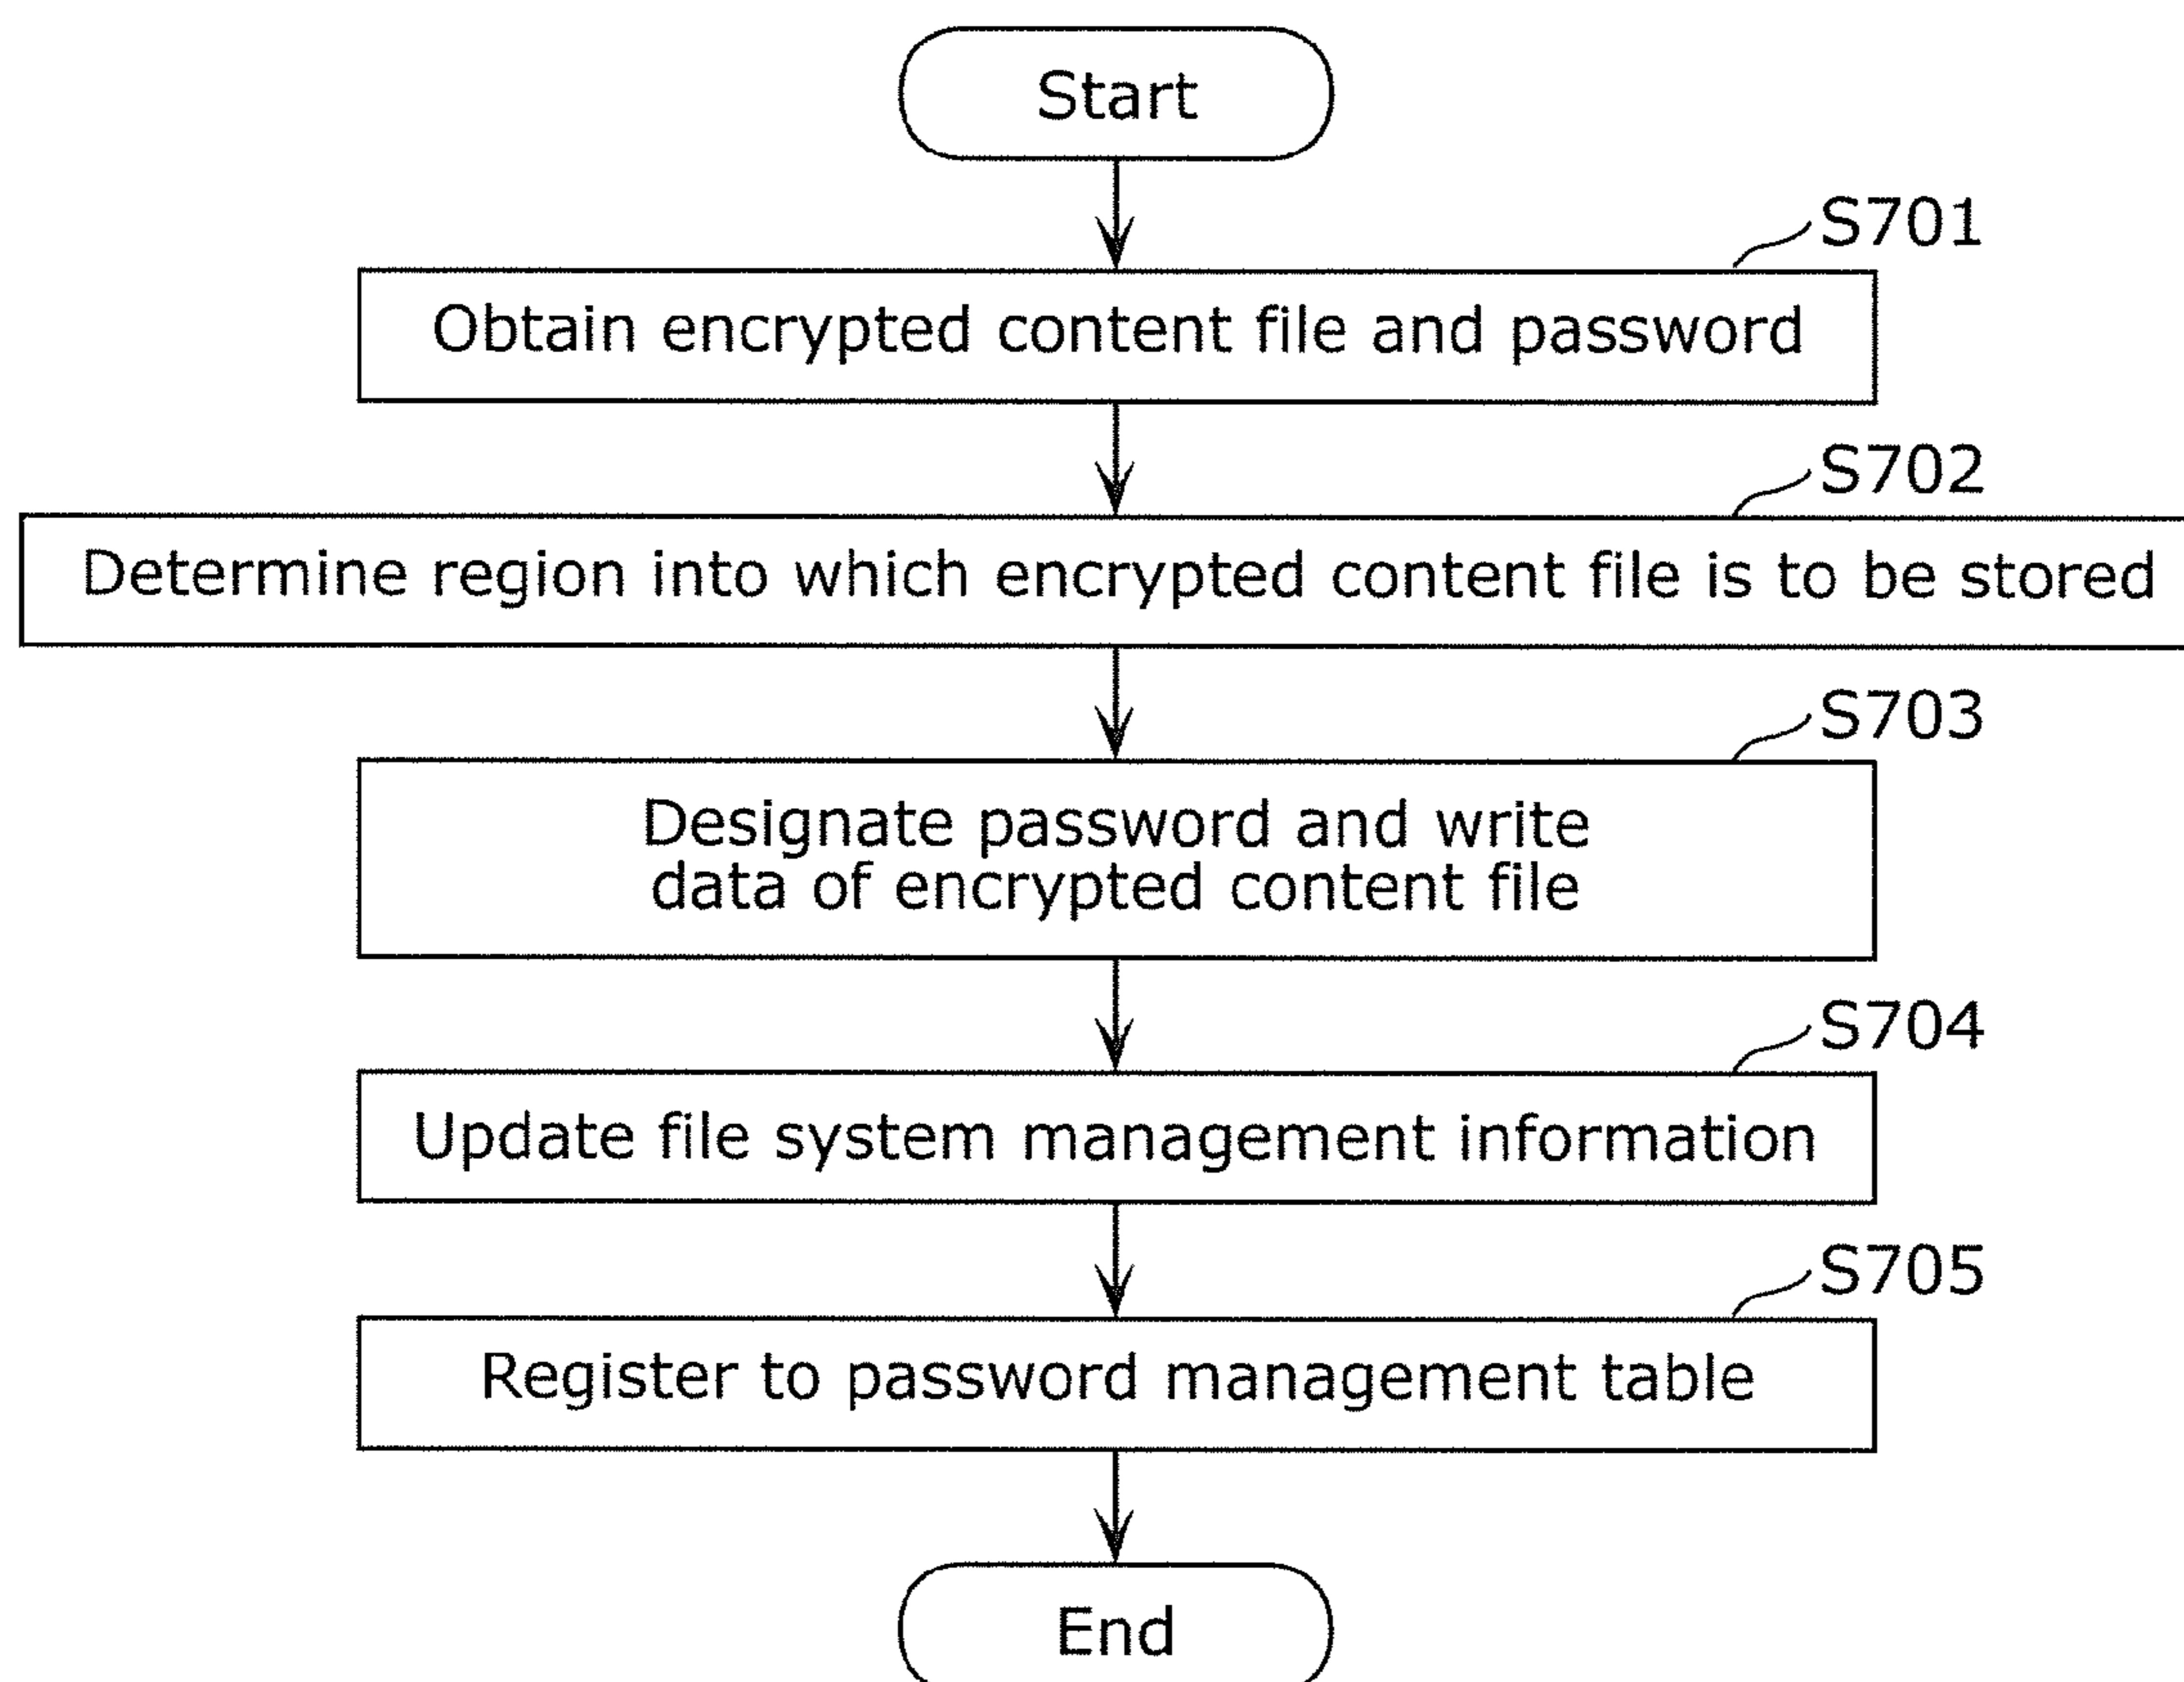 Start
S701
Obtain encrypted content file and password
S702
Determine region into which encrypted content file is to be stored
S703
Designate password and write
data of encrypted content file
S704
Update file system management information
S705
Register to password management table
End